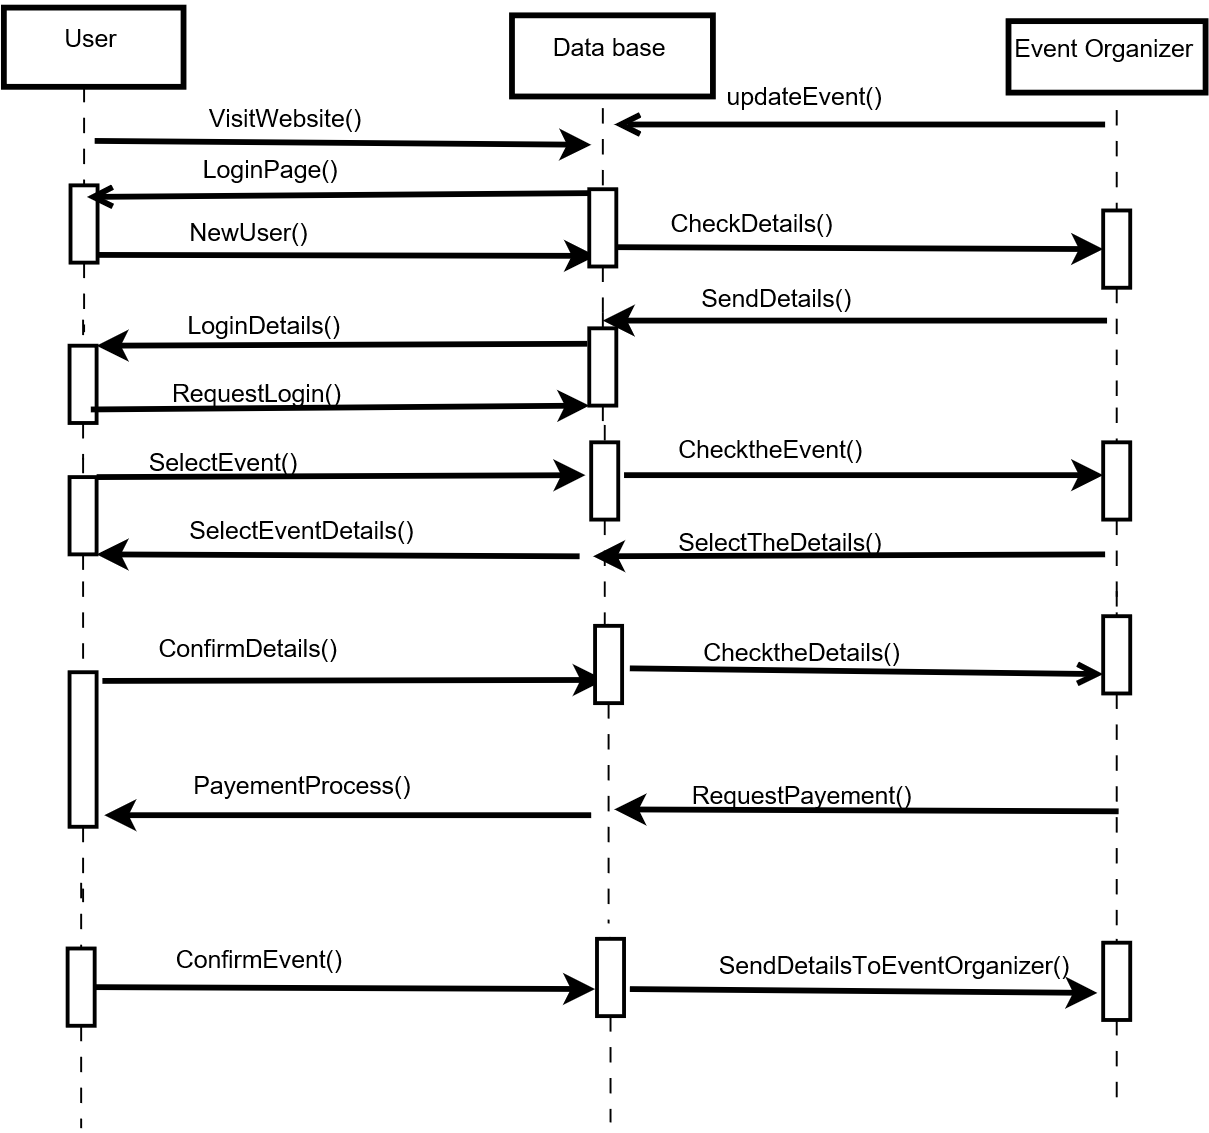 User
Data base
Event Organizer
updateEvent()
VisitWebsite()
LoginPage()
CheckDetails()
NewUser()
SendDetails()
LoginDetails()
RequestLogin()
ChecktheEvent()
SelectEvent()
SelectEventDetails()
SelectTheDetails()
ConfirmDetails()
ChecktheDetails()
PayementProcess()
RequestPayement()
ConfirmEvent()
SendDetailsToEventOrganizer()